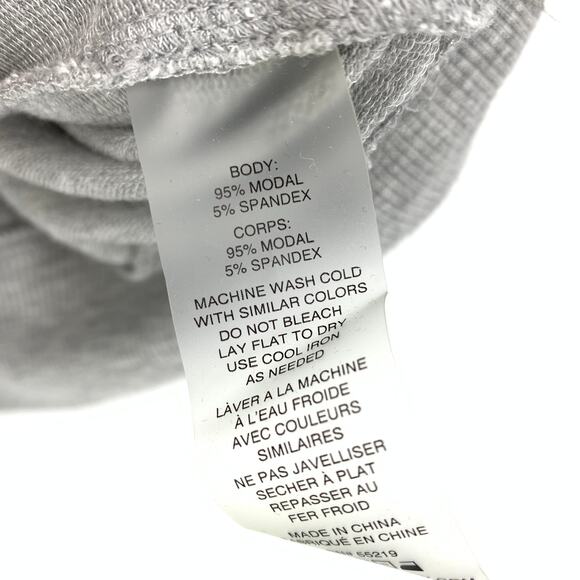 BODY:
95% MODAL
5% SPANDEX
CORPS:
95% MODAL
5% SPANDEX
MACHINE WASH COLD
WITH SIMILAR COLORS
DO NOT BLEACH
LAY FLAT TO DRY
USE COOL IRON
AS NEEDED
LÀVER A LA MACHINE
À L'EAU FROIDE
AVEC COULEURS
SIMILAIRES
NE PAS JAVELLISER
SECHER À PLAT
REPASSER AU
FER FROID
MADE IN CHINA
EN CHINE
55219